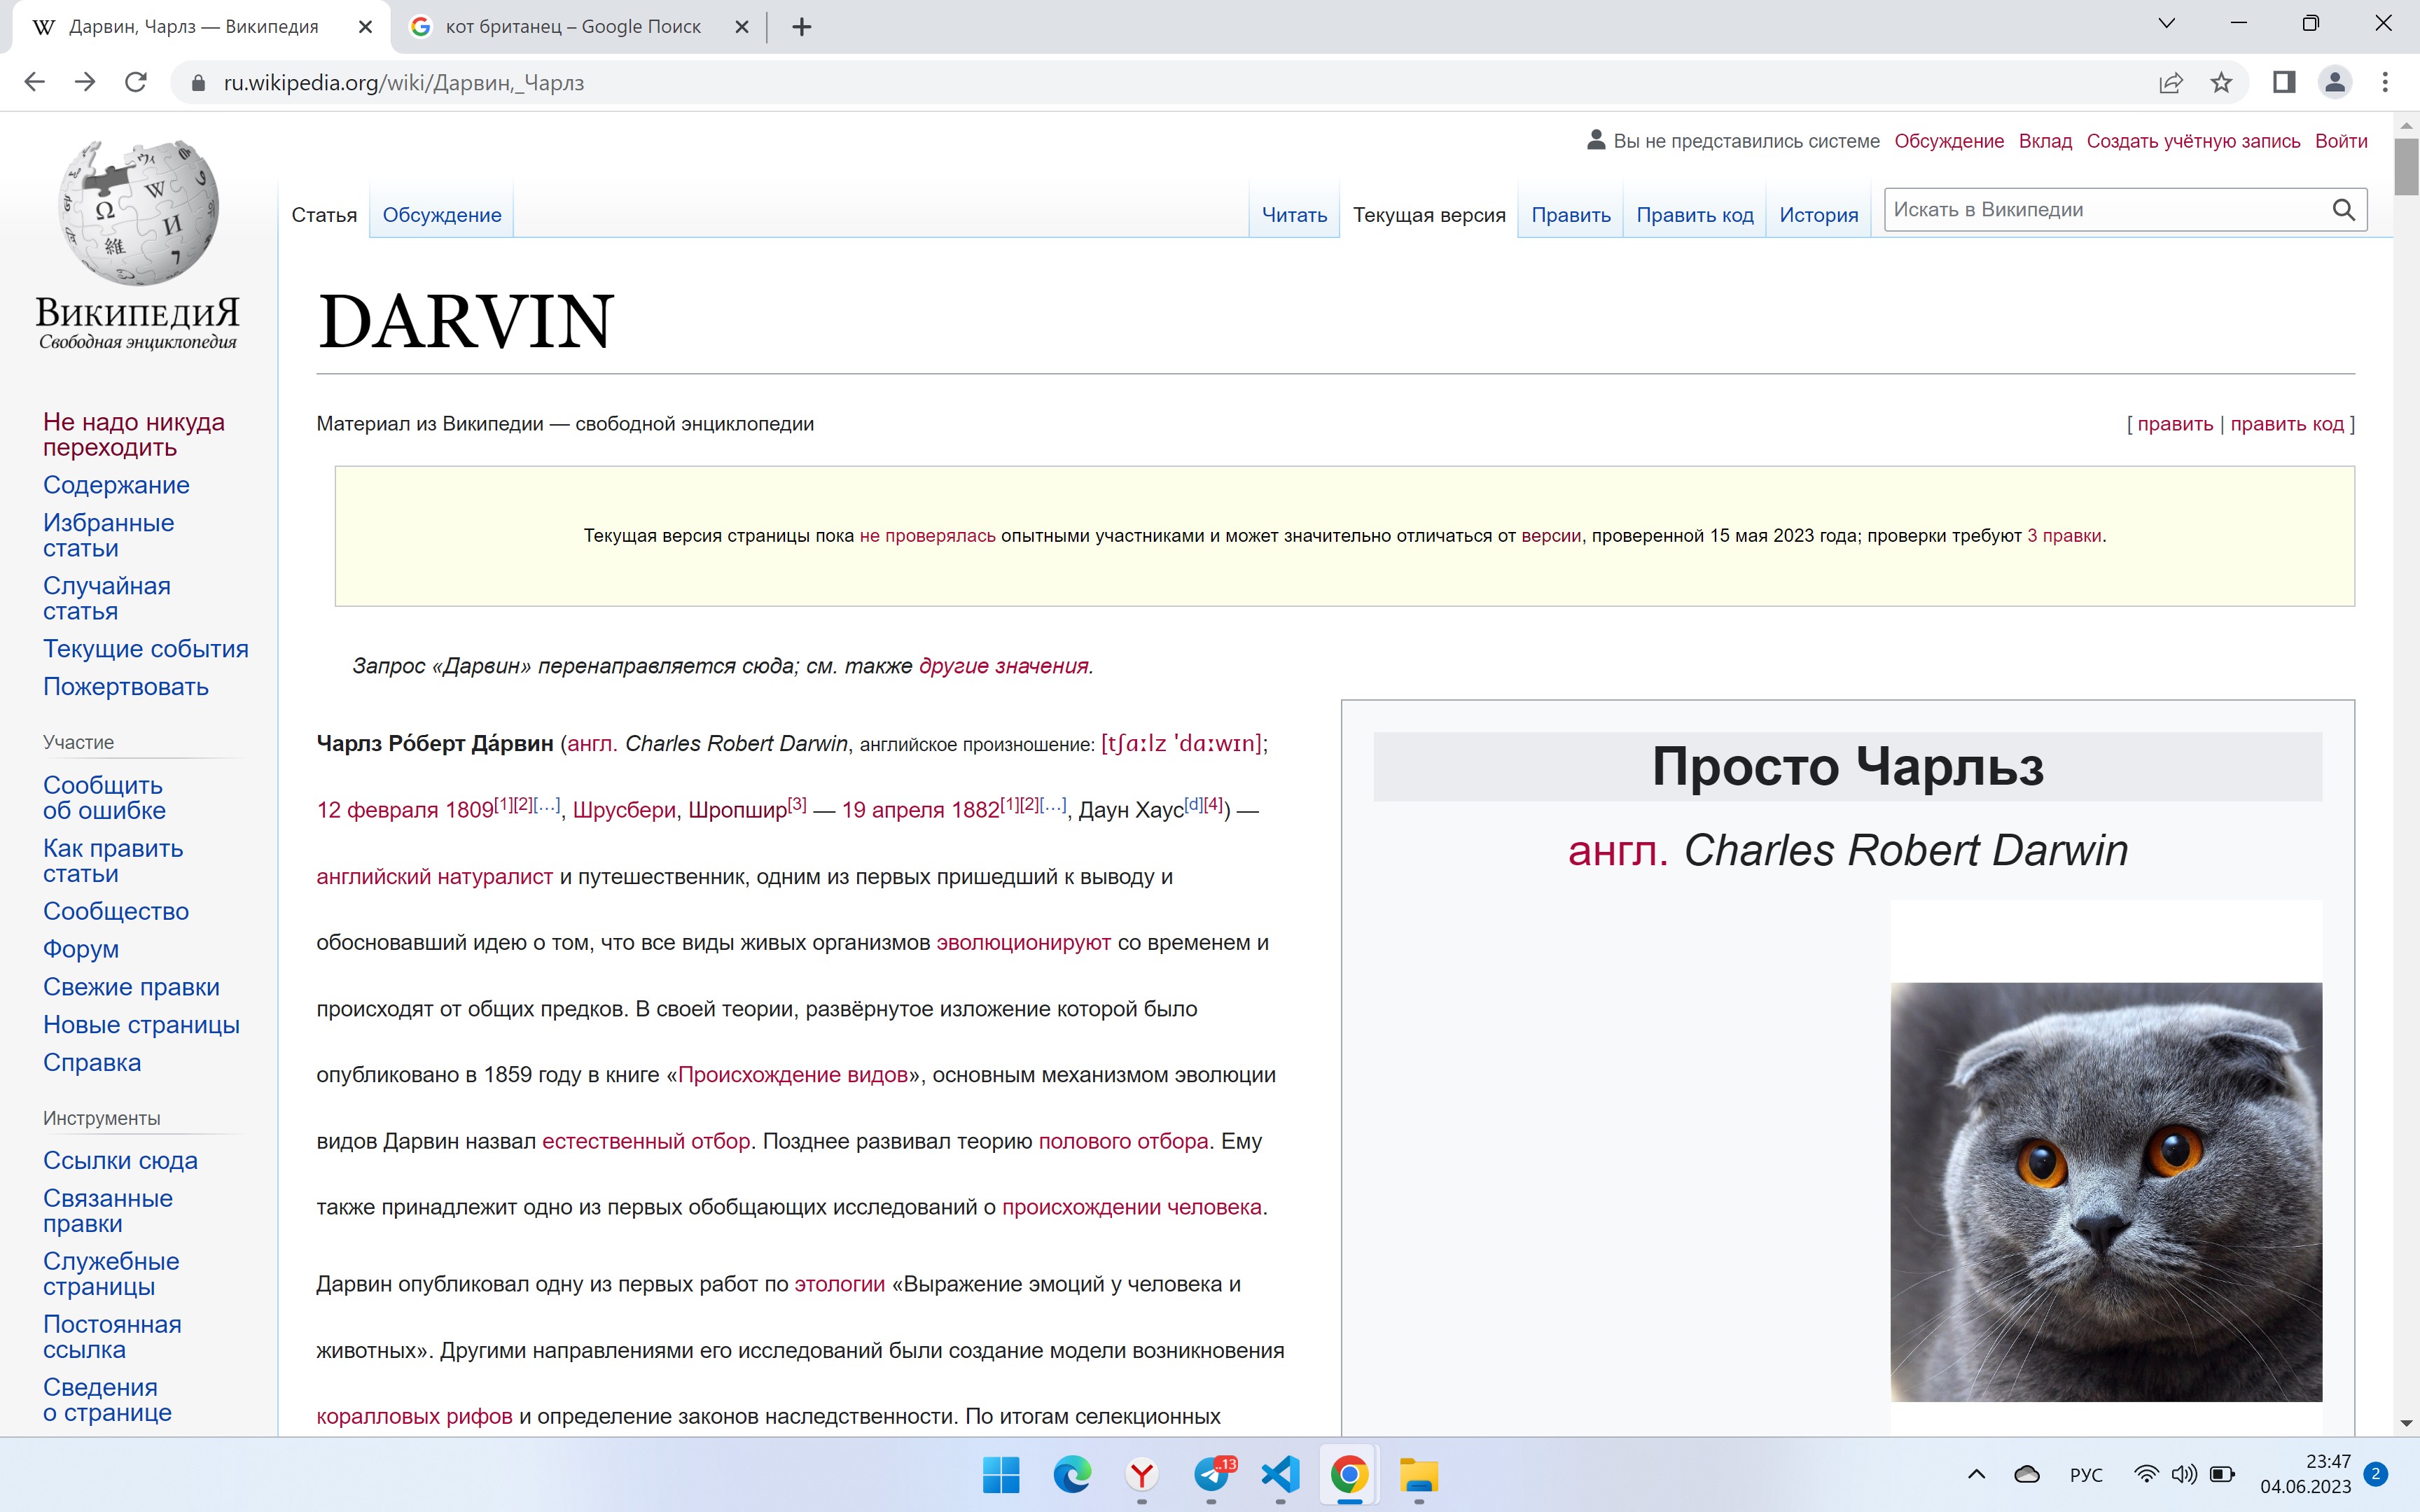 Дарвин, Чарлз — Википедия
кот британец – Google Поиск
ru.wikipedia.org/wiki/Дарвин,_Чарлз
Вы не представились системе Обсуждение Вклад Создать учётную запись Войти
Статья Обсуждение Читать Текущая версия Править Править код История Искать в Википедии
ВикипедиЯ
Свободная энциклопедия
Не надо никуда
переходить
Содержание
Избранные
статьи
Случайная
статья
Текущие события
Пожертвовать
Участие
Сообщить
об ошибке
Как править
статьи
Сообщество
Форум
Свежие правки
Новые страницы
Справка
Инструменты
Ссылки сюда
Связанные
правки
Служебные
страницы
Постоянная
ссылка
Сведения
о странице
DARVIN
Материал из Википедии — свободной энциклопедии
[ править | править код ]
Текущая версия страницы пока не проверялась опытными участниками и может значительно отличаться от версии, проверенной 15 мая 2023 года; проверки требуют 3 правки.
Запрос «Дарвин» перенаправляется сюда; см. также другие значения.
Чарлз Ро́берт Да́рвин (англ. Charles Robert Darwin, английское произношение: [tʃɑːlz 'dɑːwɪn];
12 февраля 1809[1][2][…], Шрусбери, Шропшир[3] — 19 апреля 1882[1][2][…], Даун Хаус[d][4]) —
английский натуралист и путешественник, одним из первых пришедший к выводу и
обосновавший идею о том, что все виды живых организмов эволюционируют со временем и
происходят от общих предков. В своей теории, развёрнутое изложение которой было
опубликовано в 1859 году в книге «Происхождение видов», основным механизмом эволюции
видов Дарвин назвал естественный отбор. Позднее развивал теорию полового отбора. Ему
также принадлежит одно из первых обобщающих исследований о происхождении человека.
Дарвин опубликовал одну из первых работ по этологии «Выражение эмоций у человека и
животных». Другими направлениями его исследований были создание модели возникновения
коралловых рифов и определение законов наследственности. По итогам селекционных
Просто Чарльз
англ. Charles Robert Darwin
..13
РУС
23:47
04.06.2023
2